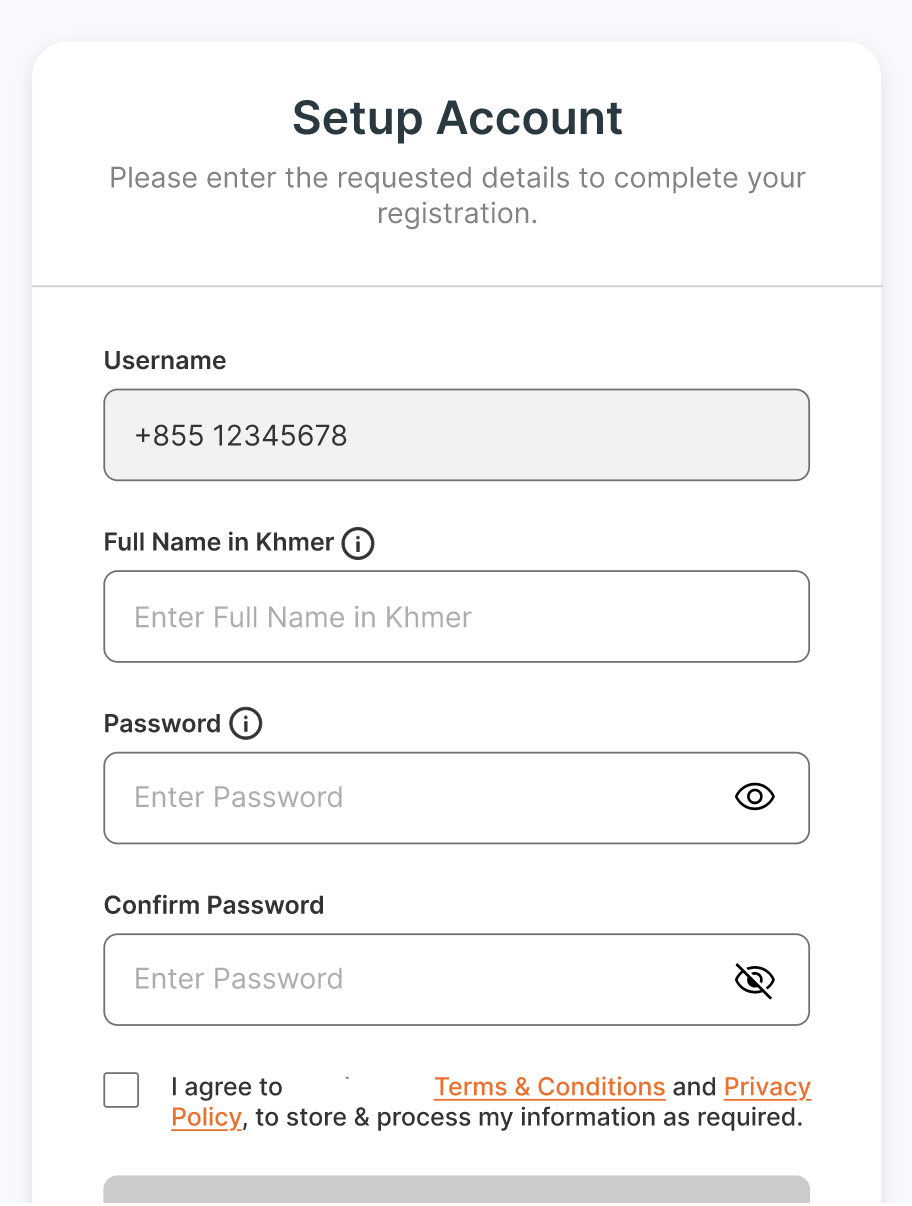 Setup Account
Please enter the requested details to complete your
registration.
Username
+855 12345678
Full Name in Khmer
Enter Full Name in Khmer
Password
Enter Password
Confirm Password
Enter Password
I agree to Terms & Conditions and Privacy
Policy, to store & process my information as required.